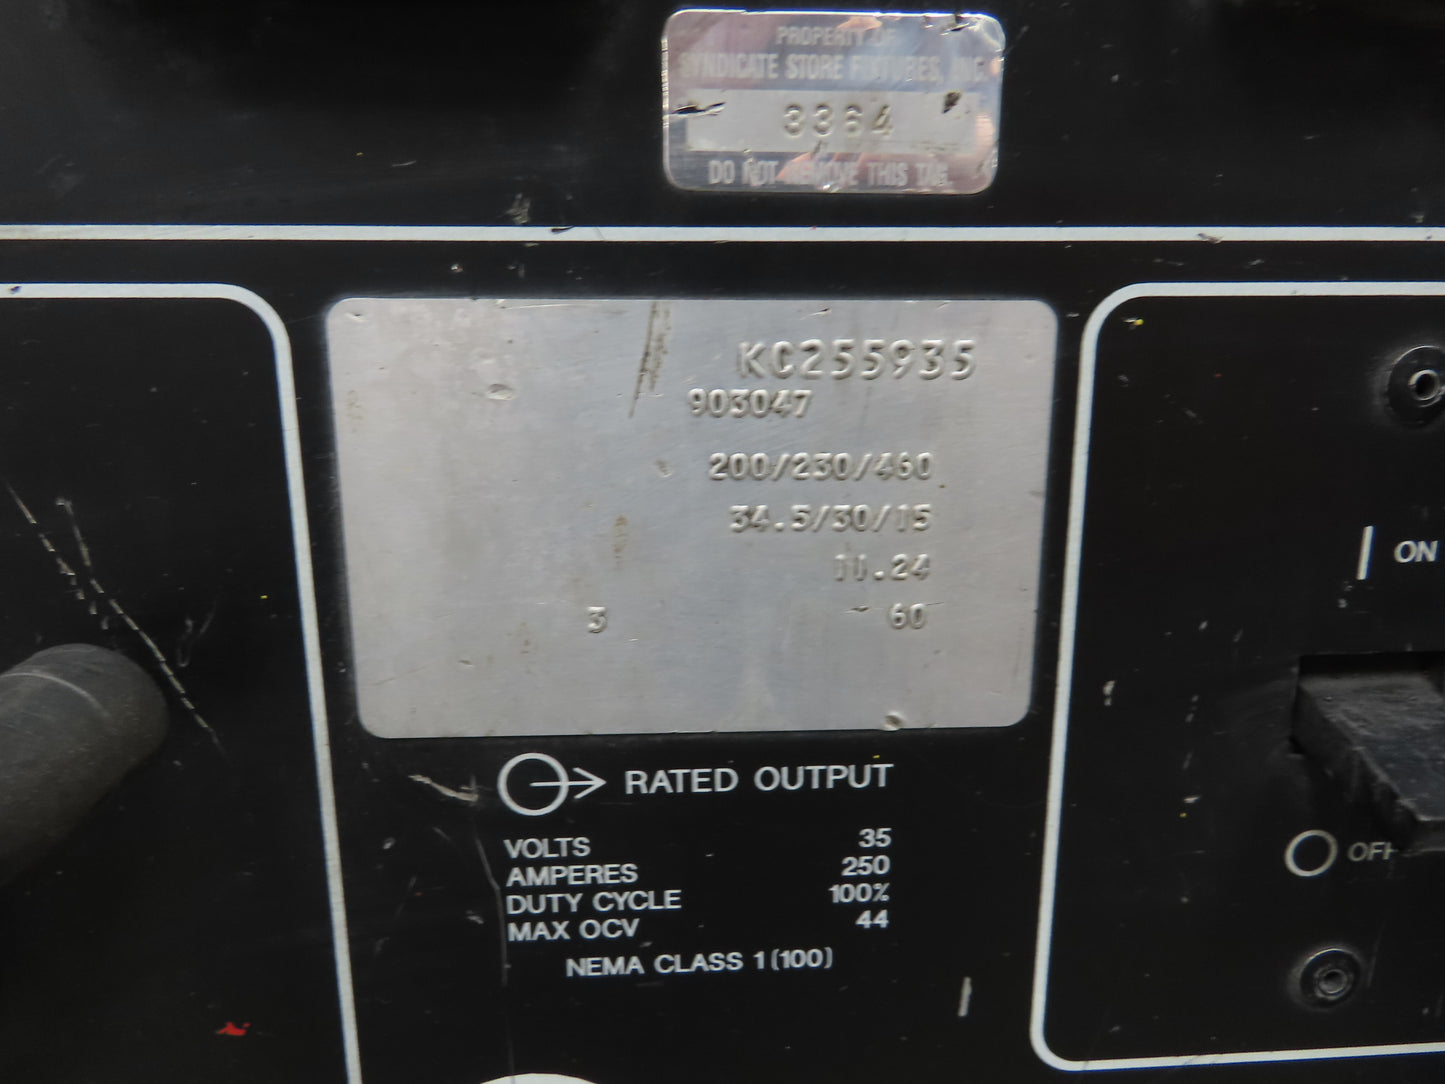 PROPERTY OF
SYNDICATE STORE FIXTURES, INC.
3364
DO NOT REMOVE THIS TAG.
KC255935
903047
200/230/460
34.5/30/15
11.24
3 60
ON
OFF
RATED OUTPUT
VOLTS 35
AMPERES 250
DUTY CYCLE 100%
MAX OCV 44
NEMA CLASS 1 (100)